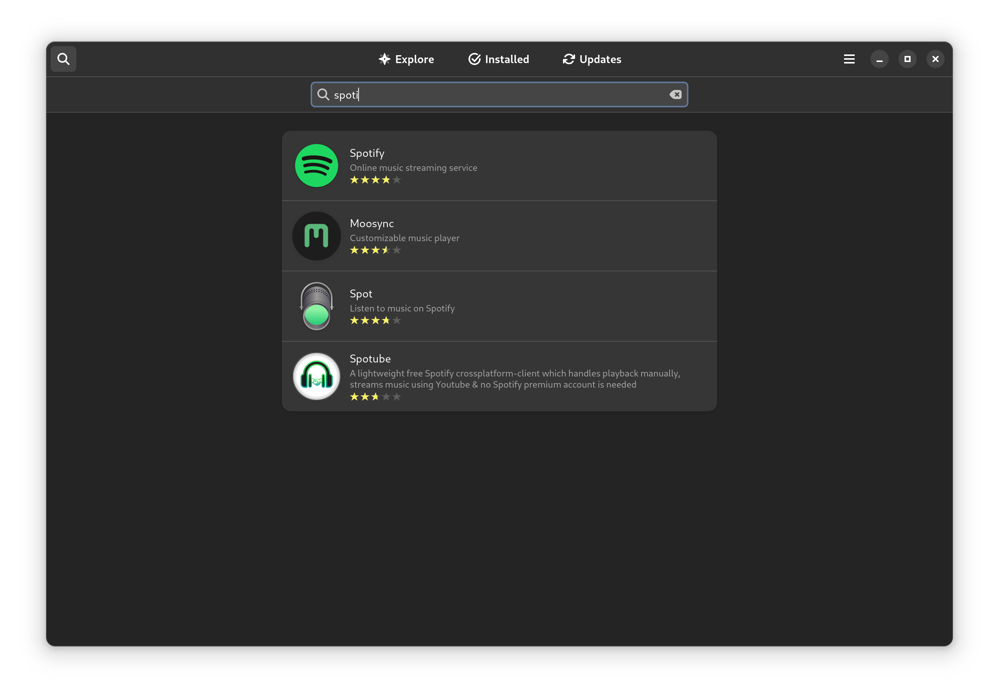 Explore
Installed
Updates
spoti
Spotify
Online music streaming service
Moosync
Customizable music player
Spot
Listen to music on Spotify
Spotube
A lightweight free Spotify crossplatform-client which handles playback manually,
streams music using Youtube & no Spotify premium account is needed